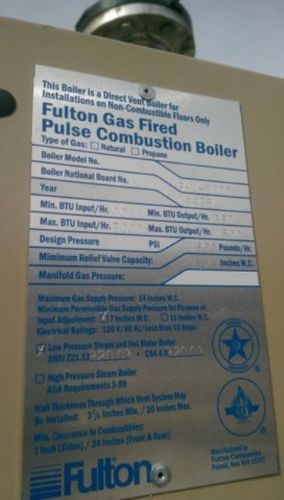 This Boiler is a Direct Vent Boiler for
Installations on Non-Combustible Floors Only
Fulton Gas Fired
Pulse Combustion Boiler
Type of Gas: Natural Propane
Boiler Model No.
Boiler National Board No.
Year
Min. BTU Input/Hr. Min. BTU Output/Hr.
Max. BTU Input/Hr. Max. BTU Output/Hr.
Design Pressure PSI Pounds/Hr.
Mimimum Relief Valve Capacity: Inches W.C.
Manifold Gas Pressure:
Maximum Gas Supply Pressure: 14 Inches W.C.
Minimum Permissible Gas Supply Pressure for Purpose of
Input Adjustment: 7 Inches W.C. 11 Inches W.C.
Electrical Ratings: 120 V/60 Hz/Less than 12 Amps
Low Pressure Steam and Hot Water Boiler
ANSI Z21.13 CSA 4.9
High Pressure Steam Boiler
AGA Requirements 3-89
Wall Thickness Through Which Vent System May
Be Installed: 3½ Inches Min. / 20 Inches Max.
Min. Clearance to Combustibles:
1 Inch (Sides) / 24 Inches (Front & Rear)
Fulton
Manufactured by
Fulton Companies
Pulaski, New York 13142